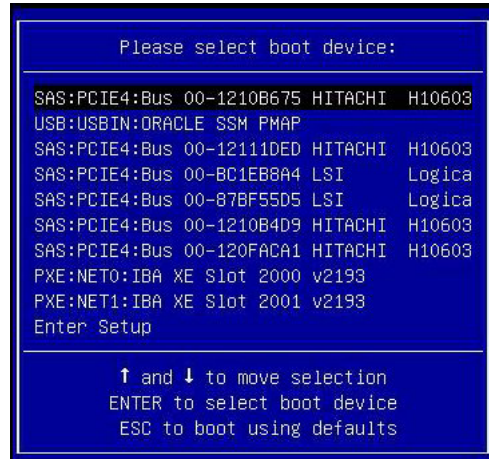 Please select boot device:
SAS:PCIE4:Bus 00-1210B675 HITACHI H10603
USB:USBIN:ORACLE SSM PMAP
SAS:PCIE4:Bus 00-12111DED HITACHI H10603
SAS:PCIE4:Bus 00-BC1EB8A4 LSI Logica
SAS:PCIE4:Bus 00-87BF55D5 LSI Logica
SAS:PCIE4:Bus 00-1210B4D9 HITACHI H10603
SAS:PCIE4:Bus 00-120FACA1 HITACHI H10603
PXE:NET0:IBA XE Slot 2000 v2193
PXE:NET1:IBA XE Slot 2001 v2193
Enter Setup
↑ and ↓ to move selection
ENTER to select boot device
ESC to boot using defaults